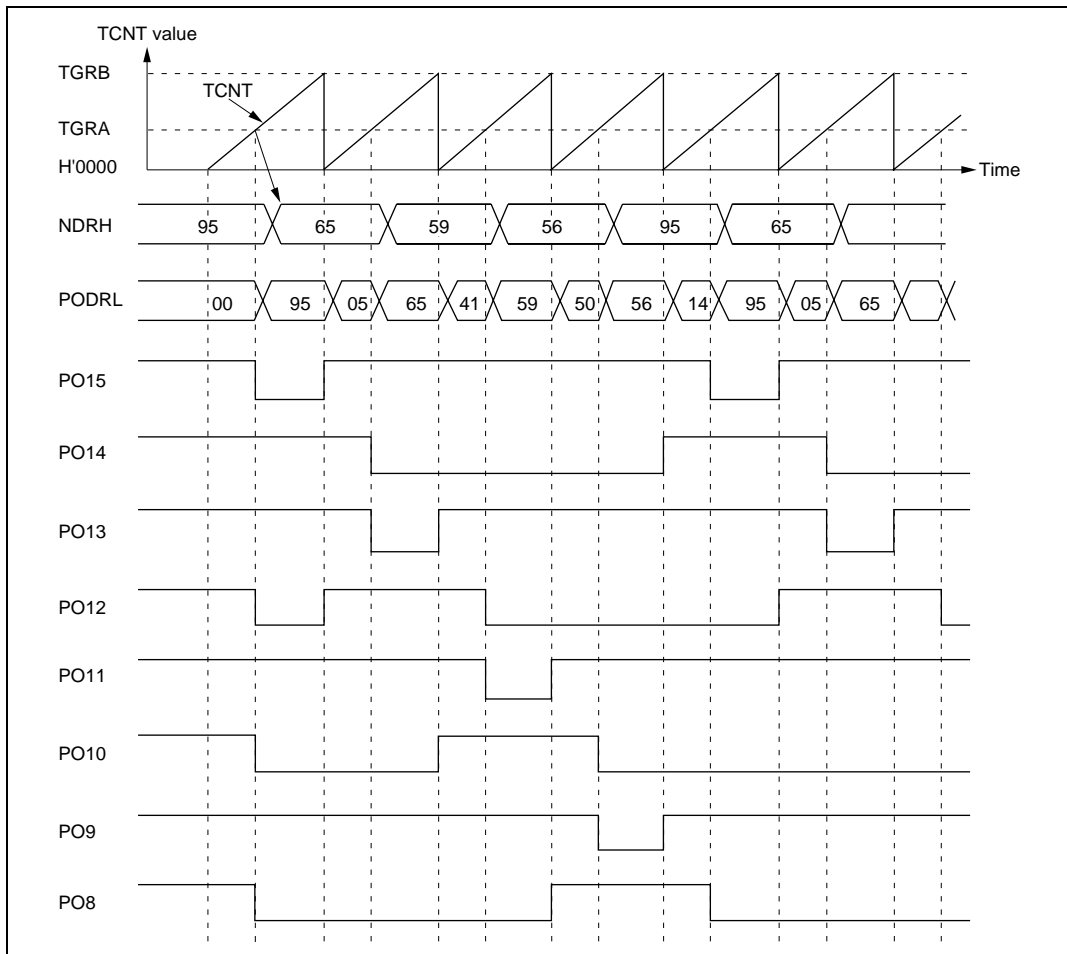 TCNT value
TGRB
TCNT
TGRA
H'0000
Time
NDRH 95 65 59 56 95 65
PODRL 00 95 05 65 41 59 50 56 14 95 05 65
PO15
PO14
PO13
PO12
PO11
PO10
PO9
PO8